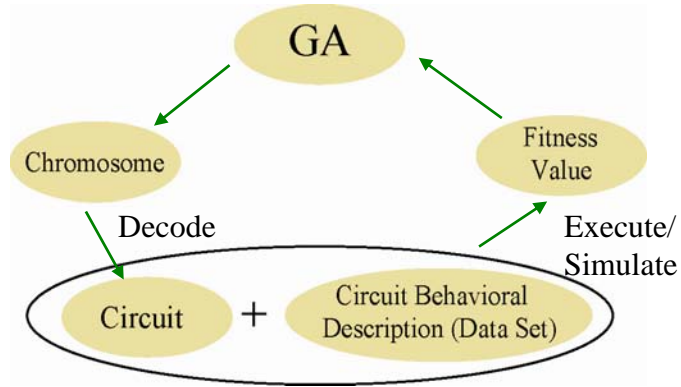 GA
Chromosome
Fitness
Value
Decode
Execute/
Simulate
Circuit
+
Circuit Behavioral
Description (Data Set)